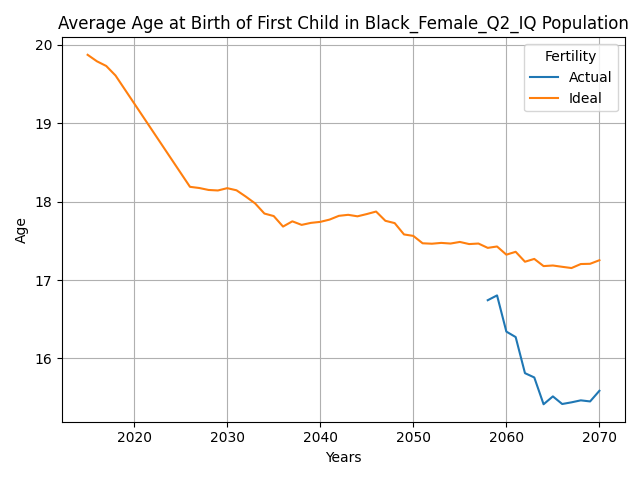 Average Age at Birth of First Child in Black_Female_Q2_IQ Population
Fertility
Actual
Ideal
Age
20
19
18
17
16
2020
2030
2040
2050
2060
2070
Years